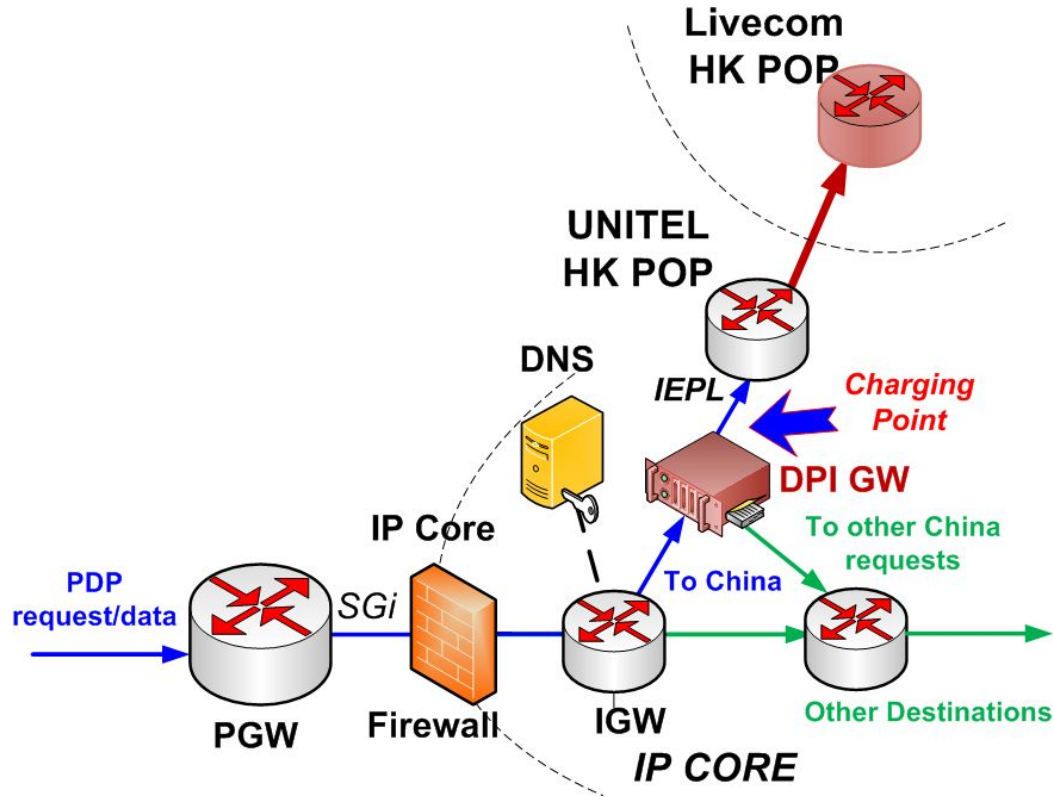 Livecom
HK POP
UNITEL
HK POP
DNS
IEPL
Charging
Point
DPI GW
IP Core
To other China
requests
PDP
request/data
SGi
To China
PGW
Firewall
IGW
Other Destinations
IP CORE